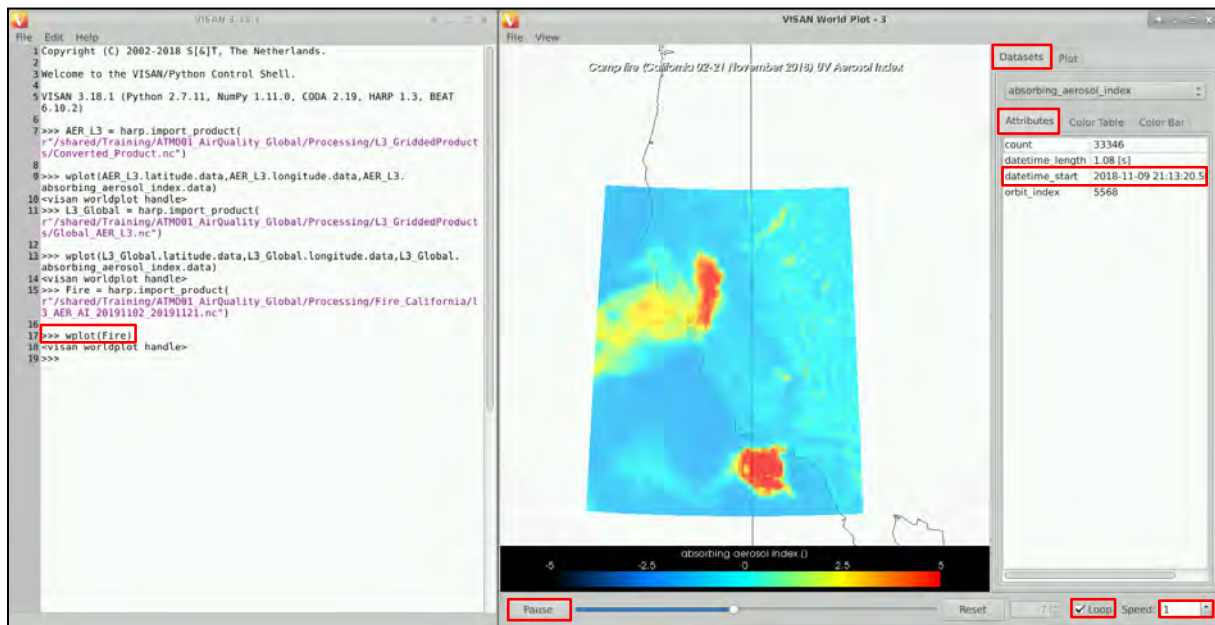 VISAN 3.18.1
File Edit Help
1 Copyright (C) 2002-2018 S[&]T, The Netherlands.
2
3 Welcome to the VISAN/Python Control Shell.
4
5 VISAN 3.18.1 (Python 2.7.11, NumPy 1.11.0, CODA 2.19, HARP 1.3, BEAT
6.10.2)
6
7 >>> AER_L3 = harp.import_product(
r"/shared/Training/ATMO01_AirQuality_Global/Processing/L3_GriddedProduct
s/Converted_Product.nc")
8
9 >>> wplot(AER_L3.latitude.data,AER_L3.longitude.data,AER_L3.
absorbing_aerosol_index.data)
10 <visan worldplot handle>
11 >>> L3_Global = harp.import_product(
r"/shared/Training/ATMO01_AirQuality_Global/Processing/L3_GriddedProduct
s/Global_AER_L3.nc")
12
13 >>> wplot(L3_Global.latitude.data,L3_Global.longitude.data,L3_Global.
absorbing_aerosol_index.data)
14 <visan worldplot handle>
15 >>> Fire = harp.import_product(
r"/shared/Training/ATMO01_AirQuality_Global/Processing/Fire_California/l
3_AER_AI_20191102_20191121.nc")
16
17 >>> wplot(Fire)
18 <visan worldplot handle>
19 >>>
VISAN World Plot - 3
File View
Camp fire (California 02-21 November 2018) UV Aerosol Index
absorbing aerosol index ()
-5 -2.5 0 2.5 5
Pause Reset 7 Loop Speed: 1
Datasets Plot
absorbing_aerosol_index
Attributes Color Table Color Bar
count 33346
datetime_length 1.08 [s]
datetime_start 2018-11-09 21:13:20.5
orbit_index 5568